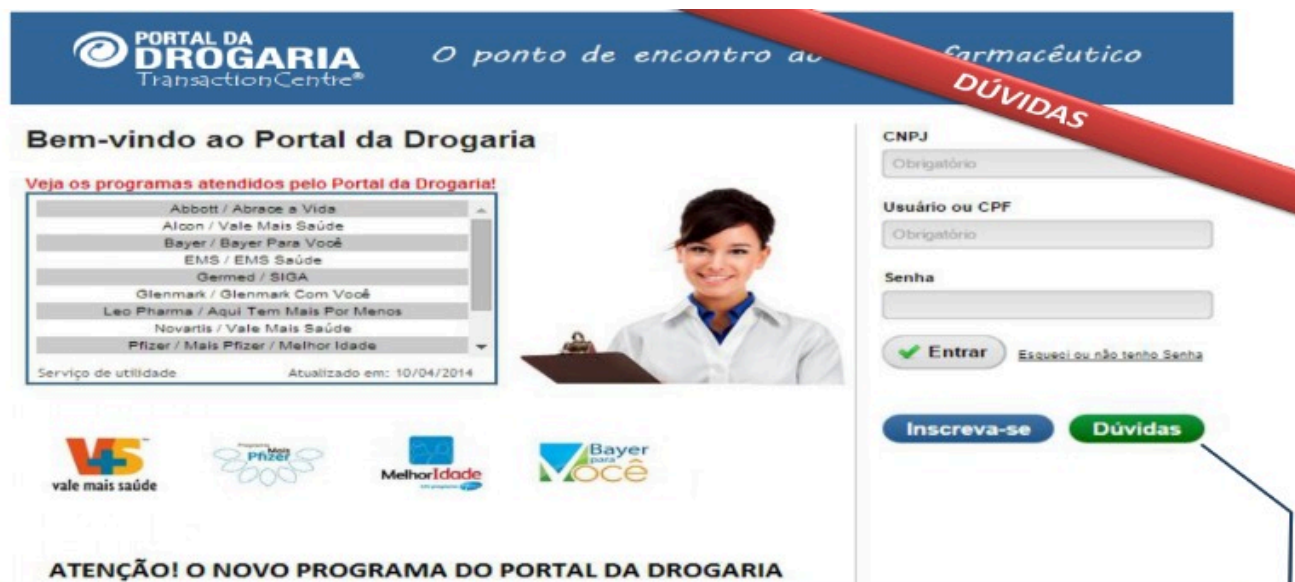 PORTAL DA
DROGARIA
TransactionCentre®
O ponto de encontro do farmacêutico
DÚVIDAS
Bem-vindo ao Portal da Drogaria
Veja os programas atendidos pelo Portal da Drogaria!
Abbott / Abrace a Vida
Alcon / Vale Mais Saúde
Bayer / Bayer Para Você
EMS / EMS Saúde
Germed / SIGA
Glenmark / Glenmark Com Você
Leo Pharma / Aqui Tem Mais Por Menos
Novartis / Vale Mais Saúde
Pfizer / Mais Pfizer / Melhor Idade
Serviço de utilidade Atualizado em: 10/04/2014
CNPJ
Obrigatório
Usuário ou CPF
Obrigatório
Senha
Entrar Esqueci ou não tenho Senha
Inscreva-se Dúvidas
V+S
vale mais saúde
Programa
Mais
Pfizer
MelhorIdade
Bayer
para
Você
ATENÇÃO! O NOVO PROGRAMA DO PORTAL DA DROGARIA